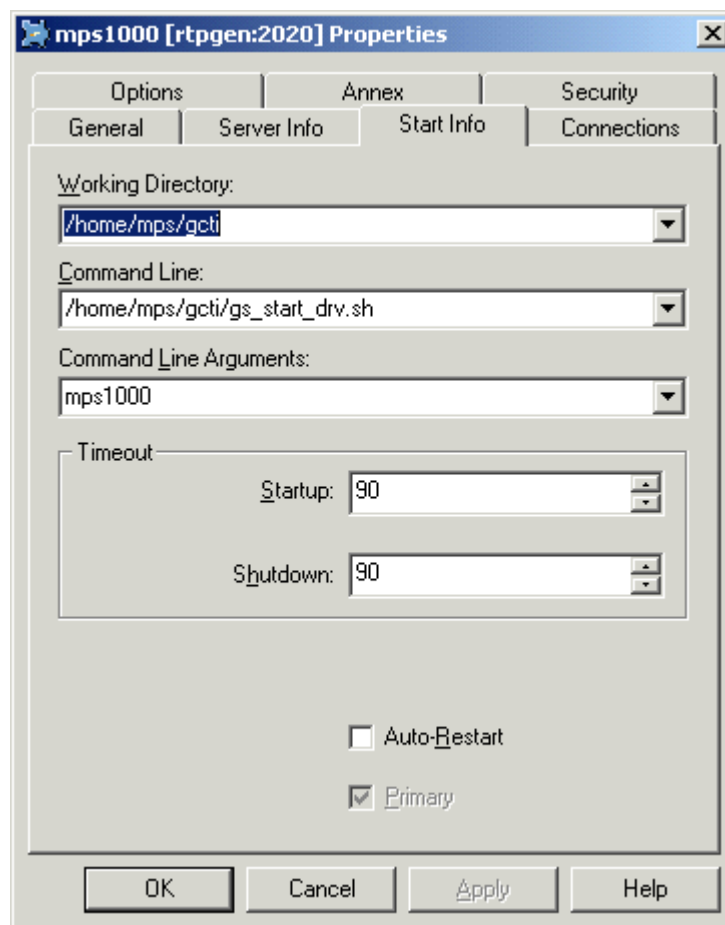 mps1000 [rtpgen:2020] Properties
Options Annex Security
General Server Info Start Info Connections
Working Directory:
/home/mps/gcti
Command Line:
/home/mps/gcti/gs_start_drv.sh
Command Line Arguments:
mps1000
Timeout
Startup: 90
Shutdown: 90
Auto-Restart
Primary
OK Cancel Apply Help